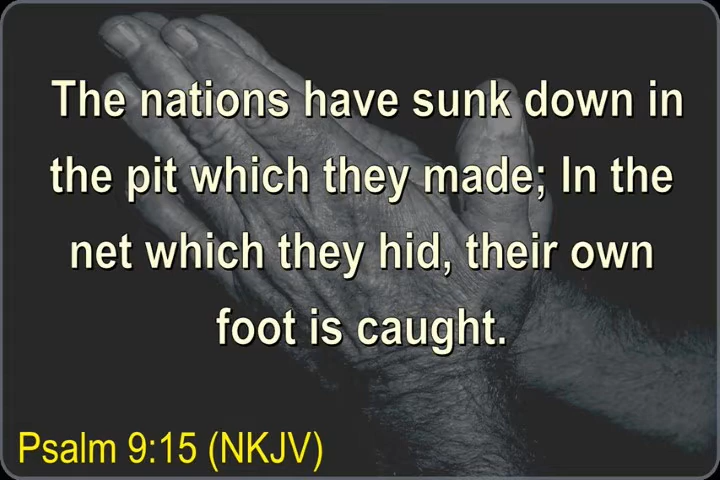 The nations have sunk down in
the pit which they made; In the
net which they hid, their own
foot is caught.
Psalm 9:15 (NKJV)